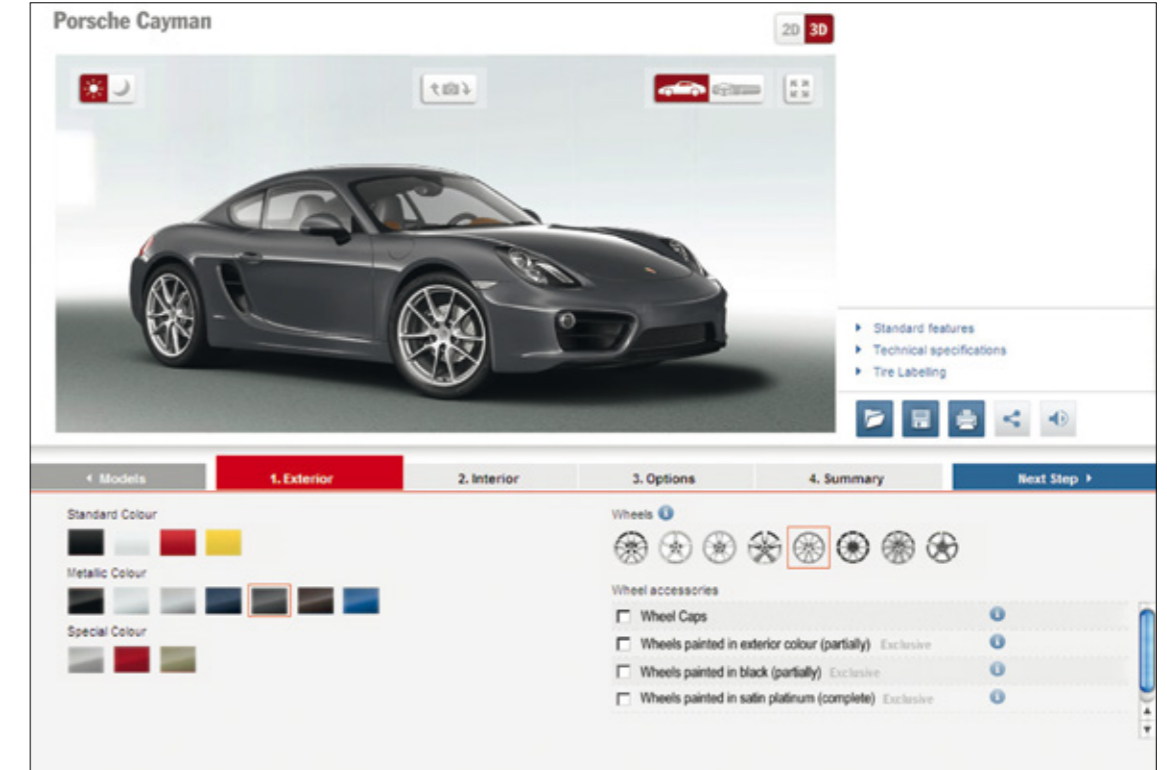 Porsche Cayman
2D 3D
Standard features
Technical specifications
Tire Labelling
Models
1. Exterior
2. Interior
3. Options
4. Summary
Next Step
Standard Colour
Metallic Colour
Special Colour
Wheels
Wheel accessories
Wheel Caps
Wheels painted in exterior colour (partially) Exclusive
Wheels painted in black (partially) Exclusive
Wheels painted in satin platinum (complete) Exclusive